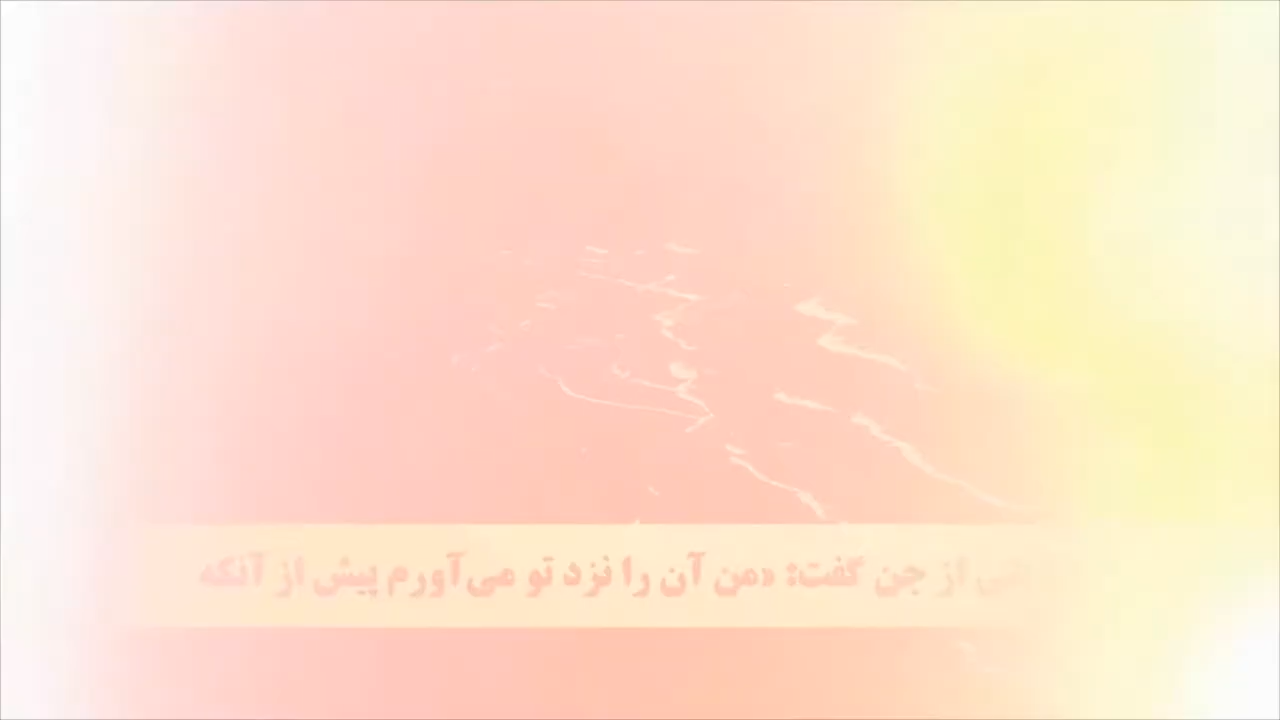 از جن گفت: «من آن را نزد تو می‌آورم پیش از آنکه